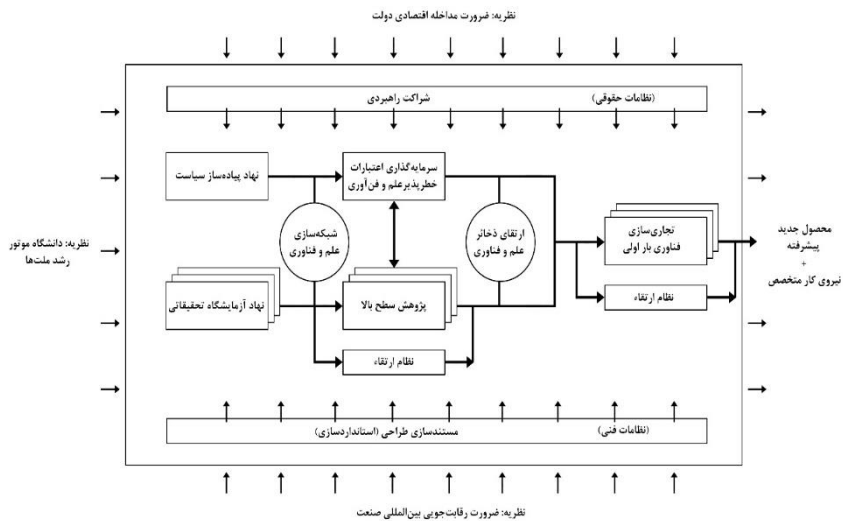 نظریه: ضرورت مداخله اقتصادی دولت
شراکت راهبردی
(نظامات حقوقی)
نهاد پیاده‌ساز سیاست
سرمایه‌گذاری اعتبارات
خطرپذیرعلم و فن‌آوری
شبکه‌سازی
علم و فناوری
ارتقای ذخائر
علم و فناوری
تجاری‌سازی
فناوری بار اولی
محصول جدید
پیشرفته
+
نیروی کار متخصص
نظریه: دانشگاه موتور
رشد ملت‌ها
نهاد آزمایشگاه تحقیقاتی
پژوهش سطح بالا
نظام ارتقاء
نظام ارتقاء
مستندسازی طراحی (استانداردسازی)
(نظامات فنی)
نظریه: ضرورت رقابت‌جویی بین‌المللی صنعت